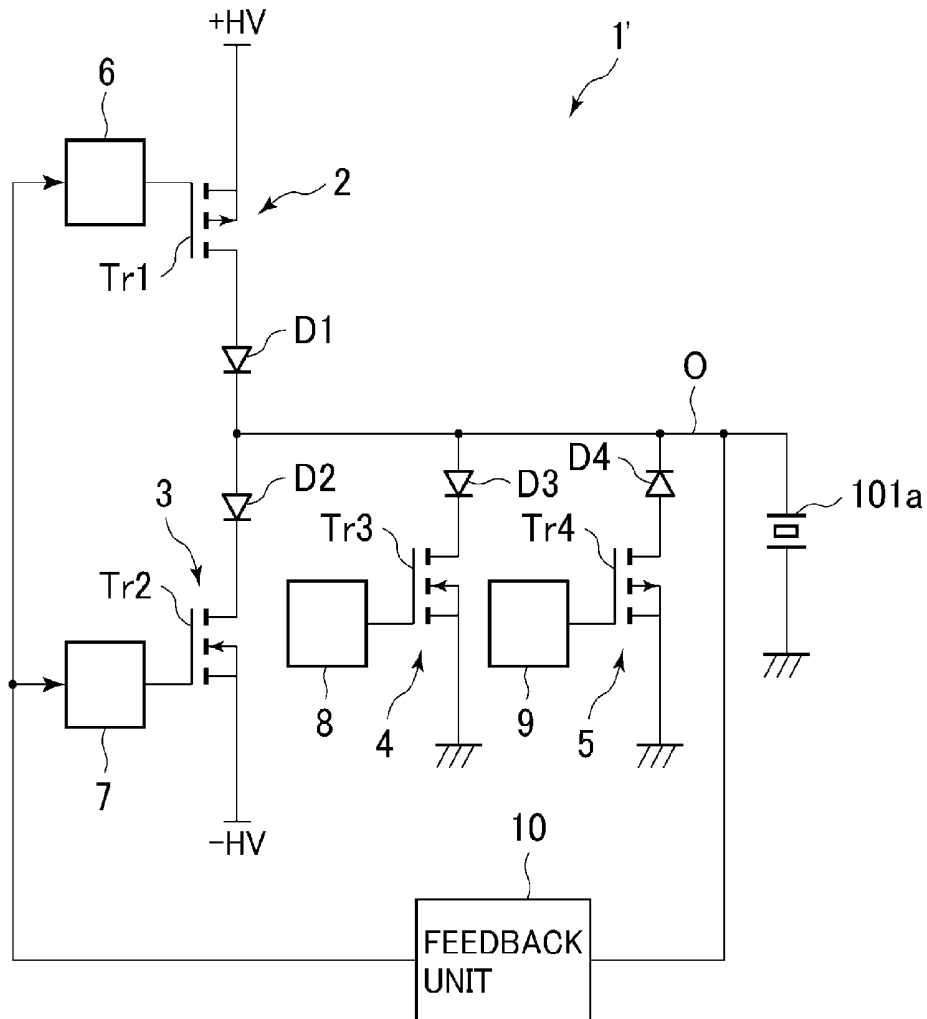 +HV
1'
6
2
Tr1
D1
O
D2
D3
D4
101a
3
Tr3
Tr4
Tr2
8
4
9
5
7
-HV
10
FEEDBACK
UNIT